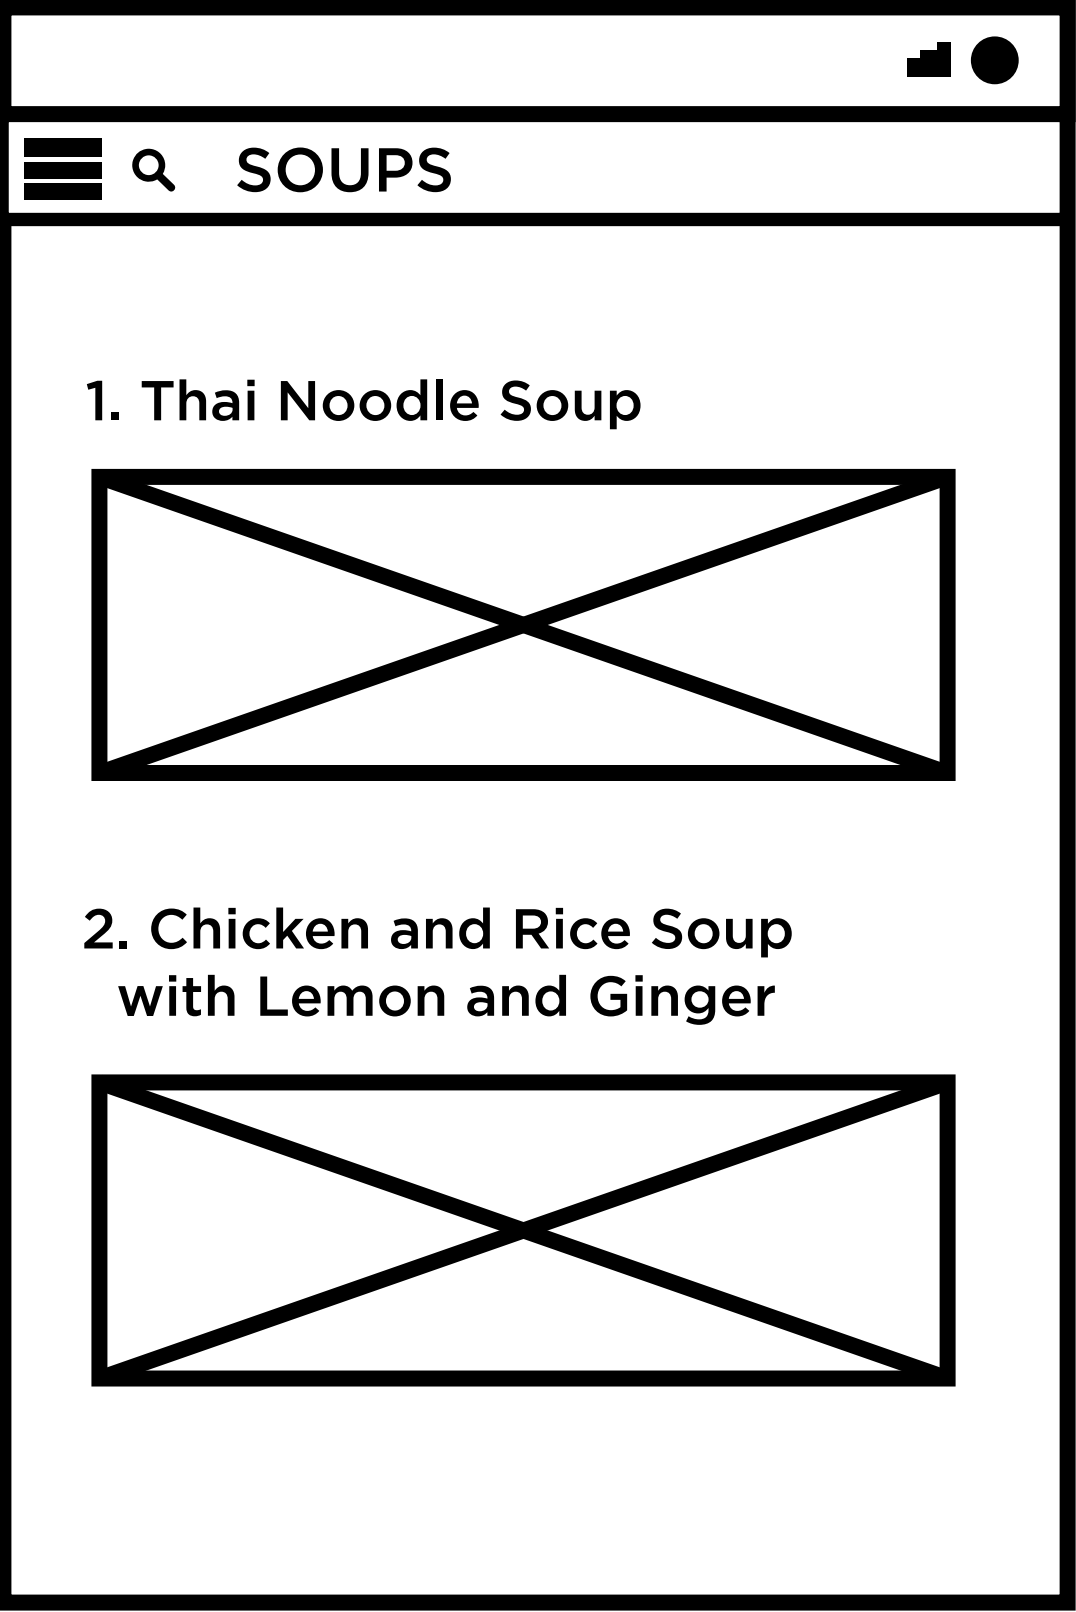 SOUPS
1. Thai Noodle Soup
2. Chicken and Rice Soup
with Lemon and Ginger